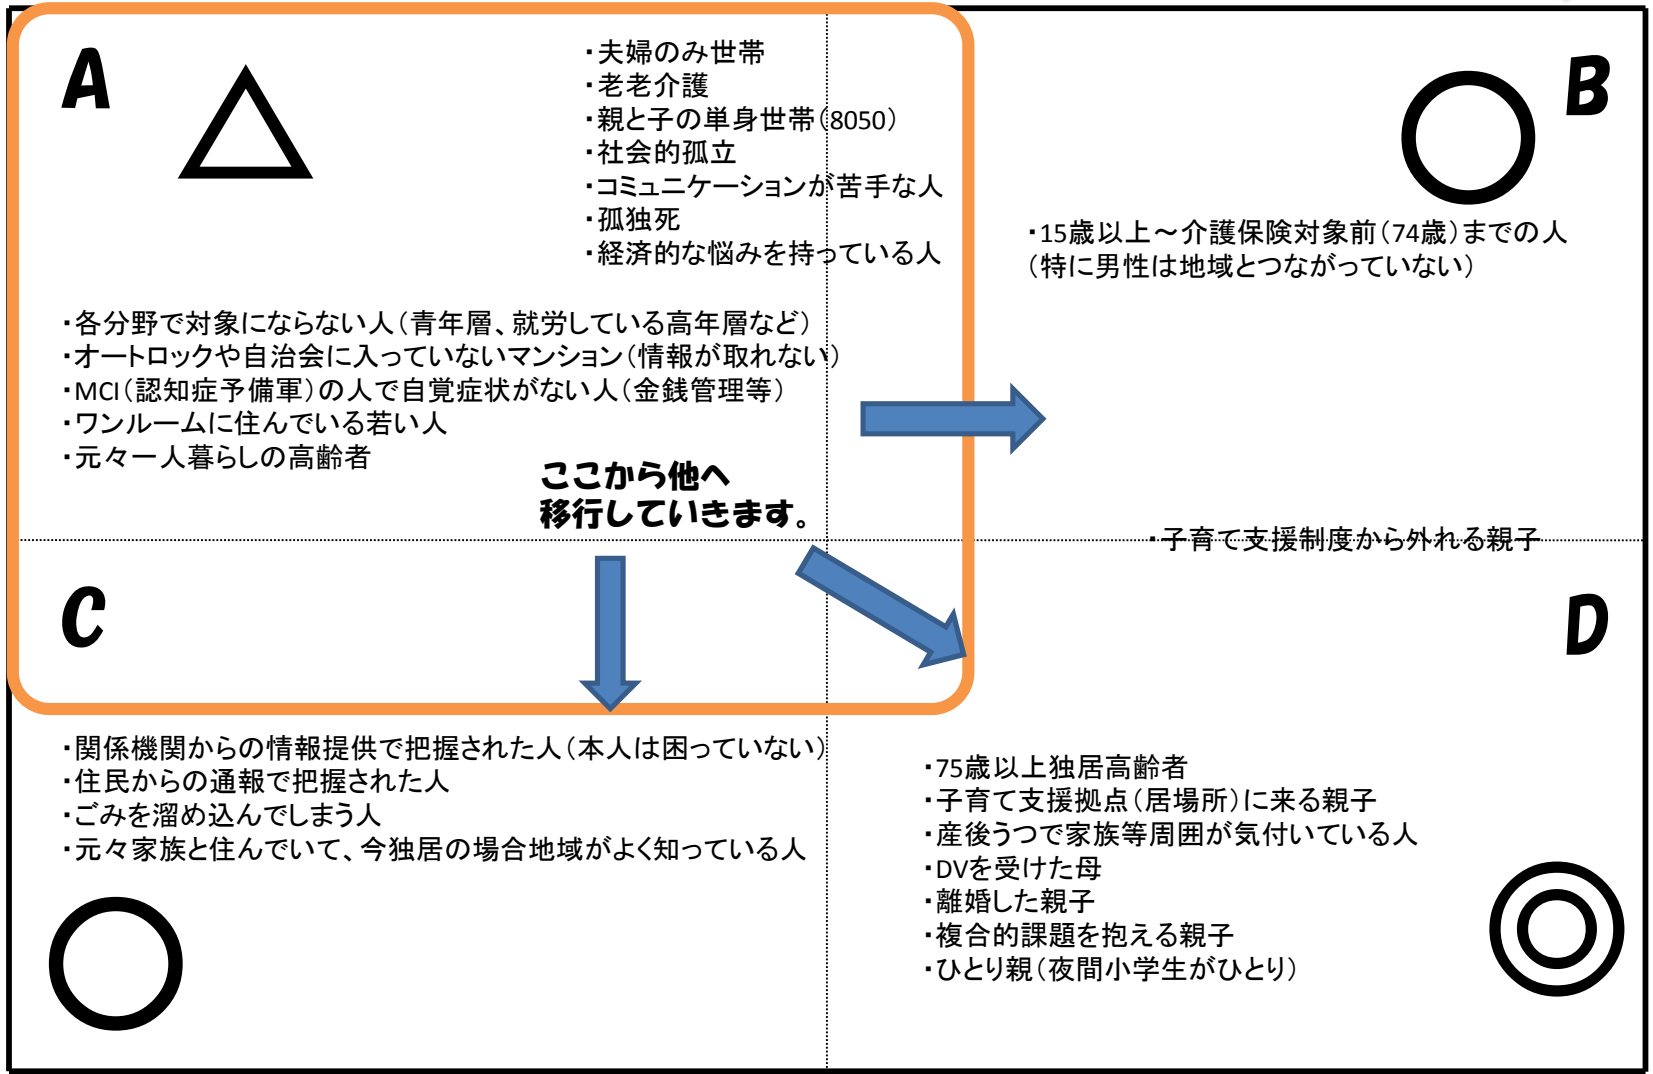 A
・夫婦のみ世帯
・老老介護
・親と子の単身世帯(8050)
・社会的孤立
・コミュニケーションが苦手な人
・孤独死
・経済的な悩みを持っている人
・各分野で対象にならない人(青年層、就労している高年層など)
・オートロックや自治会に入っていないマンション(情報が取れない)
・MCI(認知症予備軍)の人で自覚症状がない人(金銭管理等)
・ワンルームに住んでいる若い人
・元々一人暮らしの高齢者
ここから他へ
移行していきます。
B
・15歳以上～介護保険対象前(74歳)までの人
(特に男性は地域とつながっていない)
・子育て支援制度から外れる親子
C
・関係機関からの情報提供で把握された人(本人は困っていない)
・住民からの通報で把握された人
・ごみを溜め込んでしまう人
・元々家族と住んでいて、今独居の場合地域がよく知っている人
D
・75歳以上独居高齢者
・子育て支援拠点(居場所)に来る親子
・産後うつで家族等周囲が気付いている人
・DVを受けた母
・離婚した親子
・複合的課題を抱える親子
・ひとり親(夜間小学生がひとり)